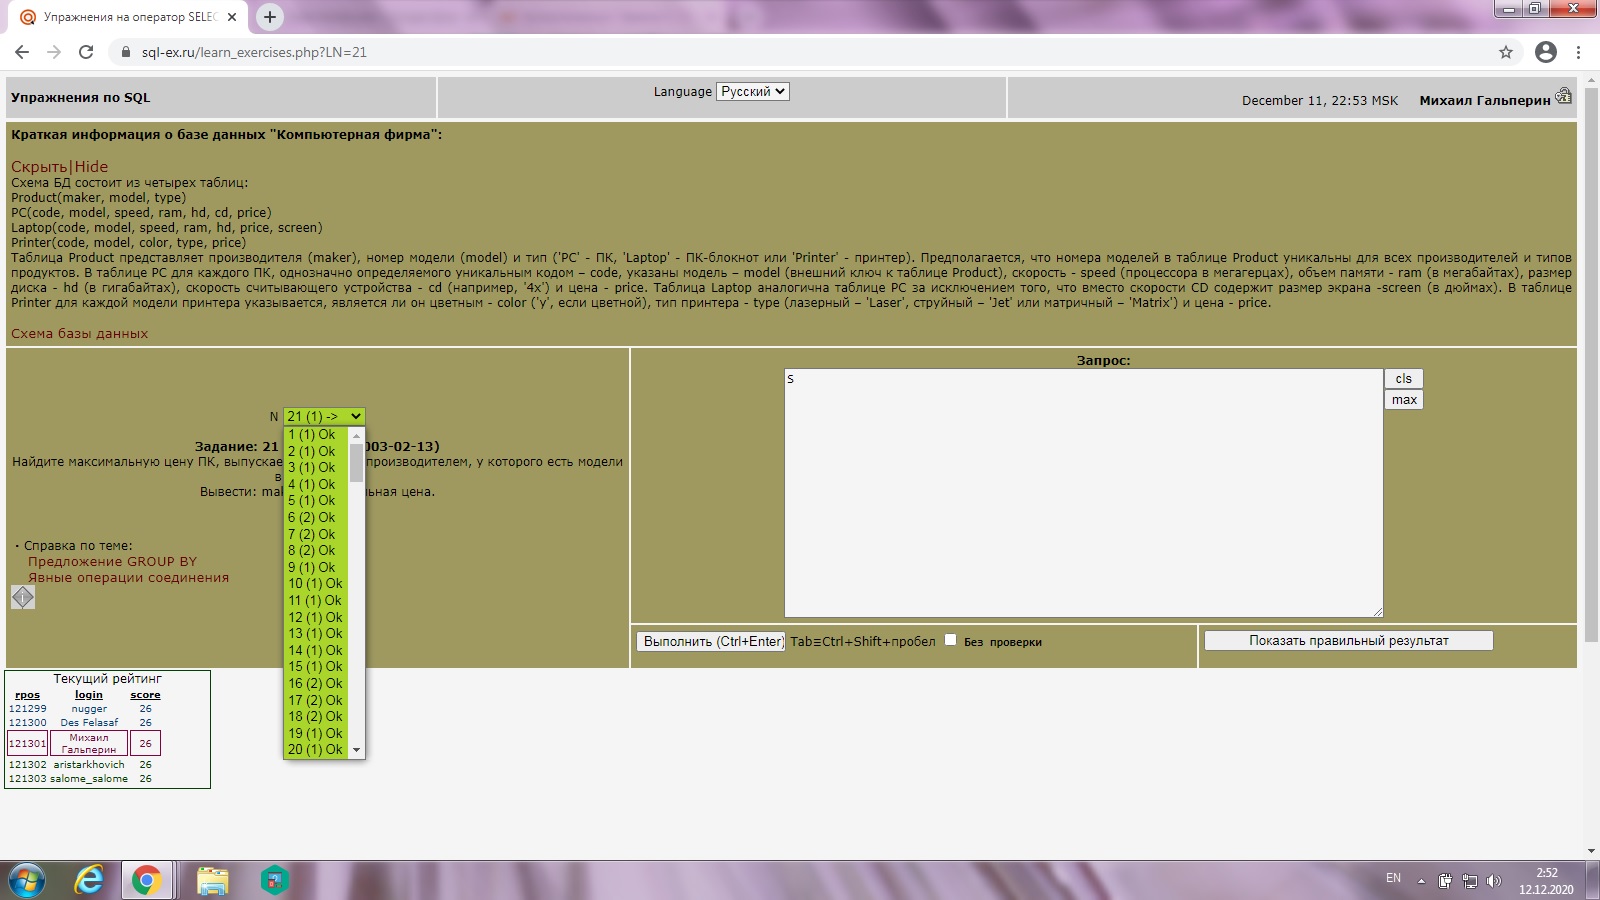 Упражнения на оператор SELEC
sql-ex.ru/learn_exercises.php?LN=21
Упражнения по SQL
Language Русский
December 11, 22:53 MSK Михаил Гальперин
Краткая информация о базе данных "Компьютерная фирма":
Скрыть|Hide
Схема БД состоит из четырех таблиц:
Product(maker, model, type)
PC(code, model, speed, ram, hd, cd, price)
Laptop(code, model, speed, ram, hd, price, screen)
Printer(code, model, color, type, price)
Таблица Product представляет производителя (maker), номер модели (model) и тип ('PC' - ПК, 'Laptop' - ПК-блокнот или 'Printer' - принтер). Предполагается, что номера моделей в таблице Product уникальны для всех производителей и типов
продуктов. В таблице PC для каждого ПК, однозначно определяемого уникальным кодом – code, указаны модель – model (внешний ключ к таблице Product), скорость - speed (процессора в мегагерцах), объем памяти - ram (в мегабайтах), размер
диска - hd (в гигабайтах), скорость считывающего устройства - cd (например, '4x') и цена - price. Таблица Laptop аналогична таблице РС за исключением того, что вместо скорости CD содержит размер экрана -screen (в дюймах). В таблице
Printer для каждой модели принтера указывается, является ли он цветным - color ('y', если цветной), тип принтера - type (лазерный – 'Laser', струйный – 'Jet' или матричный – 'Matrix') и цена - price.
Схема базы данных
N 21 (1) ->
1 (1) Ok
2 (1) Ok
3 (1) Ok
4 (1) Ok
5 (1) Ok
6 (2) Ok
7 (2) Ok
8 (2) Ok
9 (1) Ok
10 (1) Ok
11 (1) Ok
12 (1) Ok
13 (1) Ok
14 (1) Ok
15 (1) Ok
16 (2) Ok
17 (2) Ok
18 (2) Ok
19 (1) Ok
20 (1) Ok
Задание: 21 003-02-13)
Найдите максимальную цену ПК, выпускае производителем, у которого есть модели
в
Вывести: mak льная цена.
· Справка по теме:
Предложение GROUP BY
Явные операции соединения
Запрос:
S
cls
max
Выполнить (Ctrl+Enter) Tab≡Ctrl+Shift+пробел Без проверки
Показать правильный результат
Текущий рейтинг
rpos login score
121299 nugger 26
121300 Des Felasaf 26
121301 Михаил Гальперин 26
121302 aristarkhovich 26
121303 salome_salome 26
EN
2:52
12.12.2020